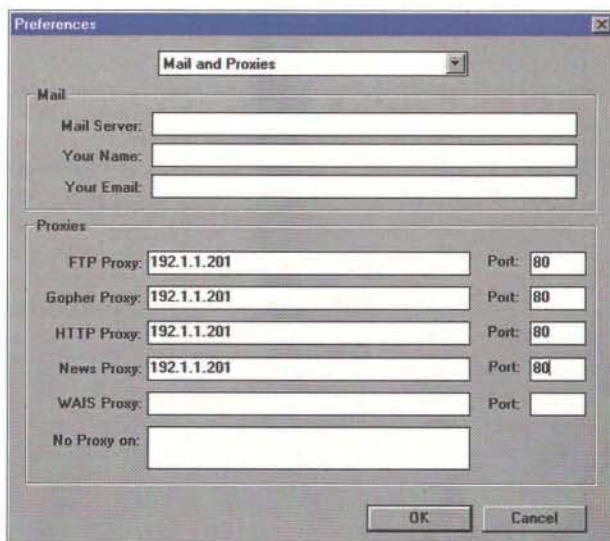 Preferences
Mail and Proxies
Mail
Mail Server:
Your Name:
Your Email:
Proxies
FTP Proxy: 192.1.1.201 Port: 80
Gopher Proxy: 192.1.1.201 Port: 80
HTTP Proxy: 192.1.1.201 Port: 80
News Proxy: 192.1.1.201 Port: 80
WAIS Proxy: Port:
No Proxy on:
OK Cancel